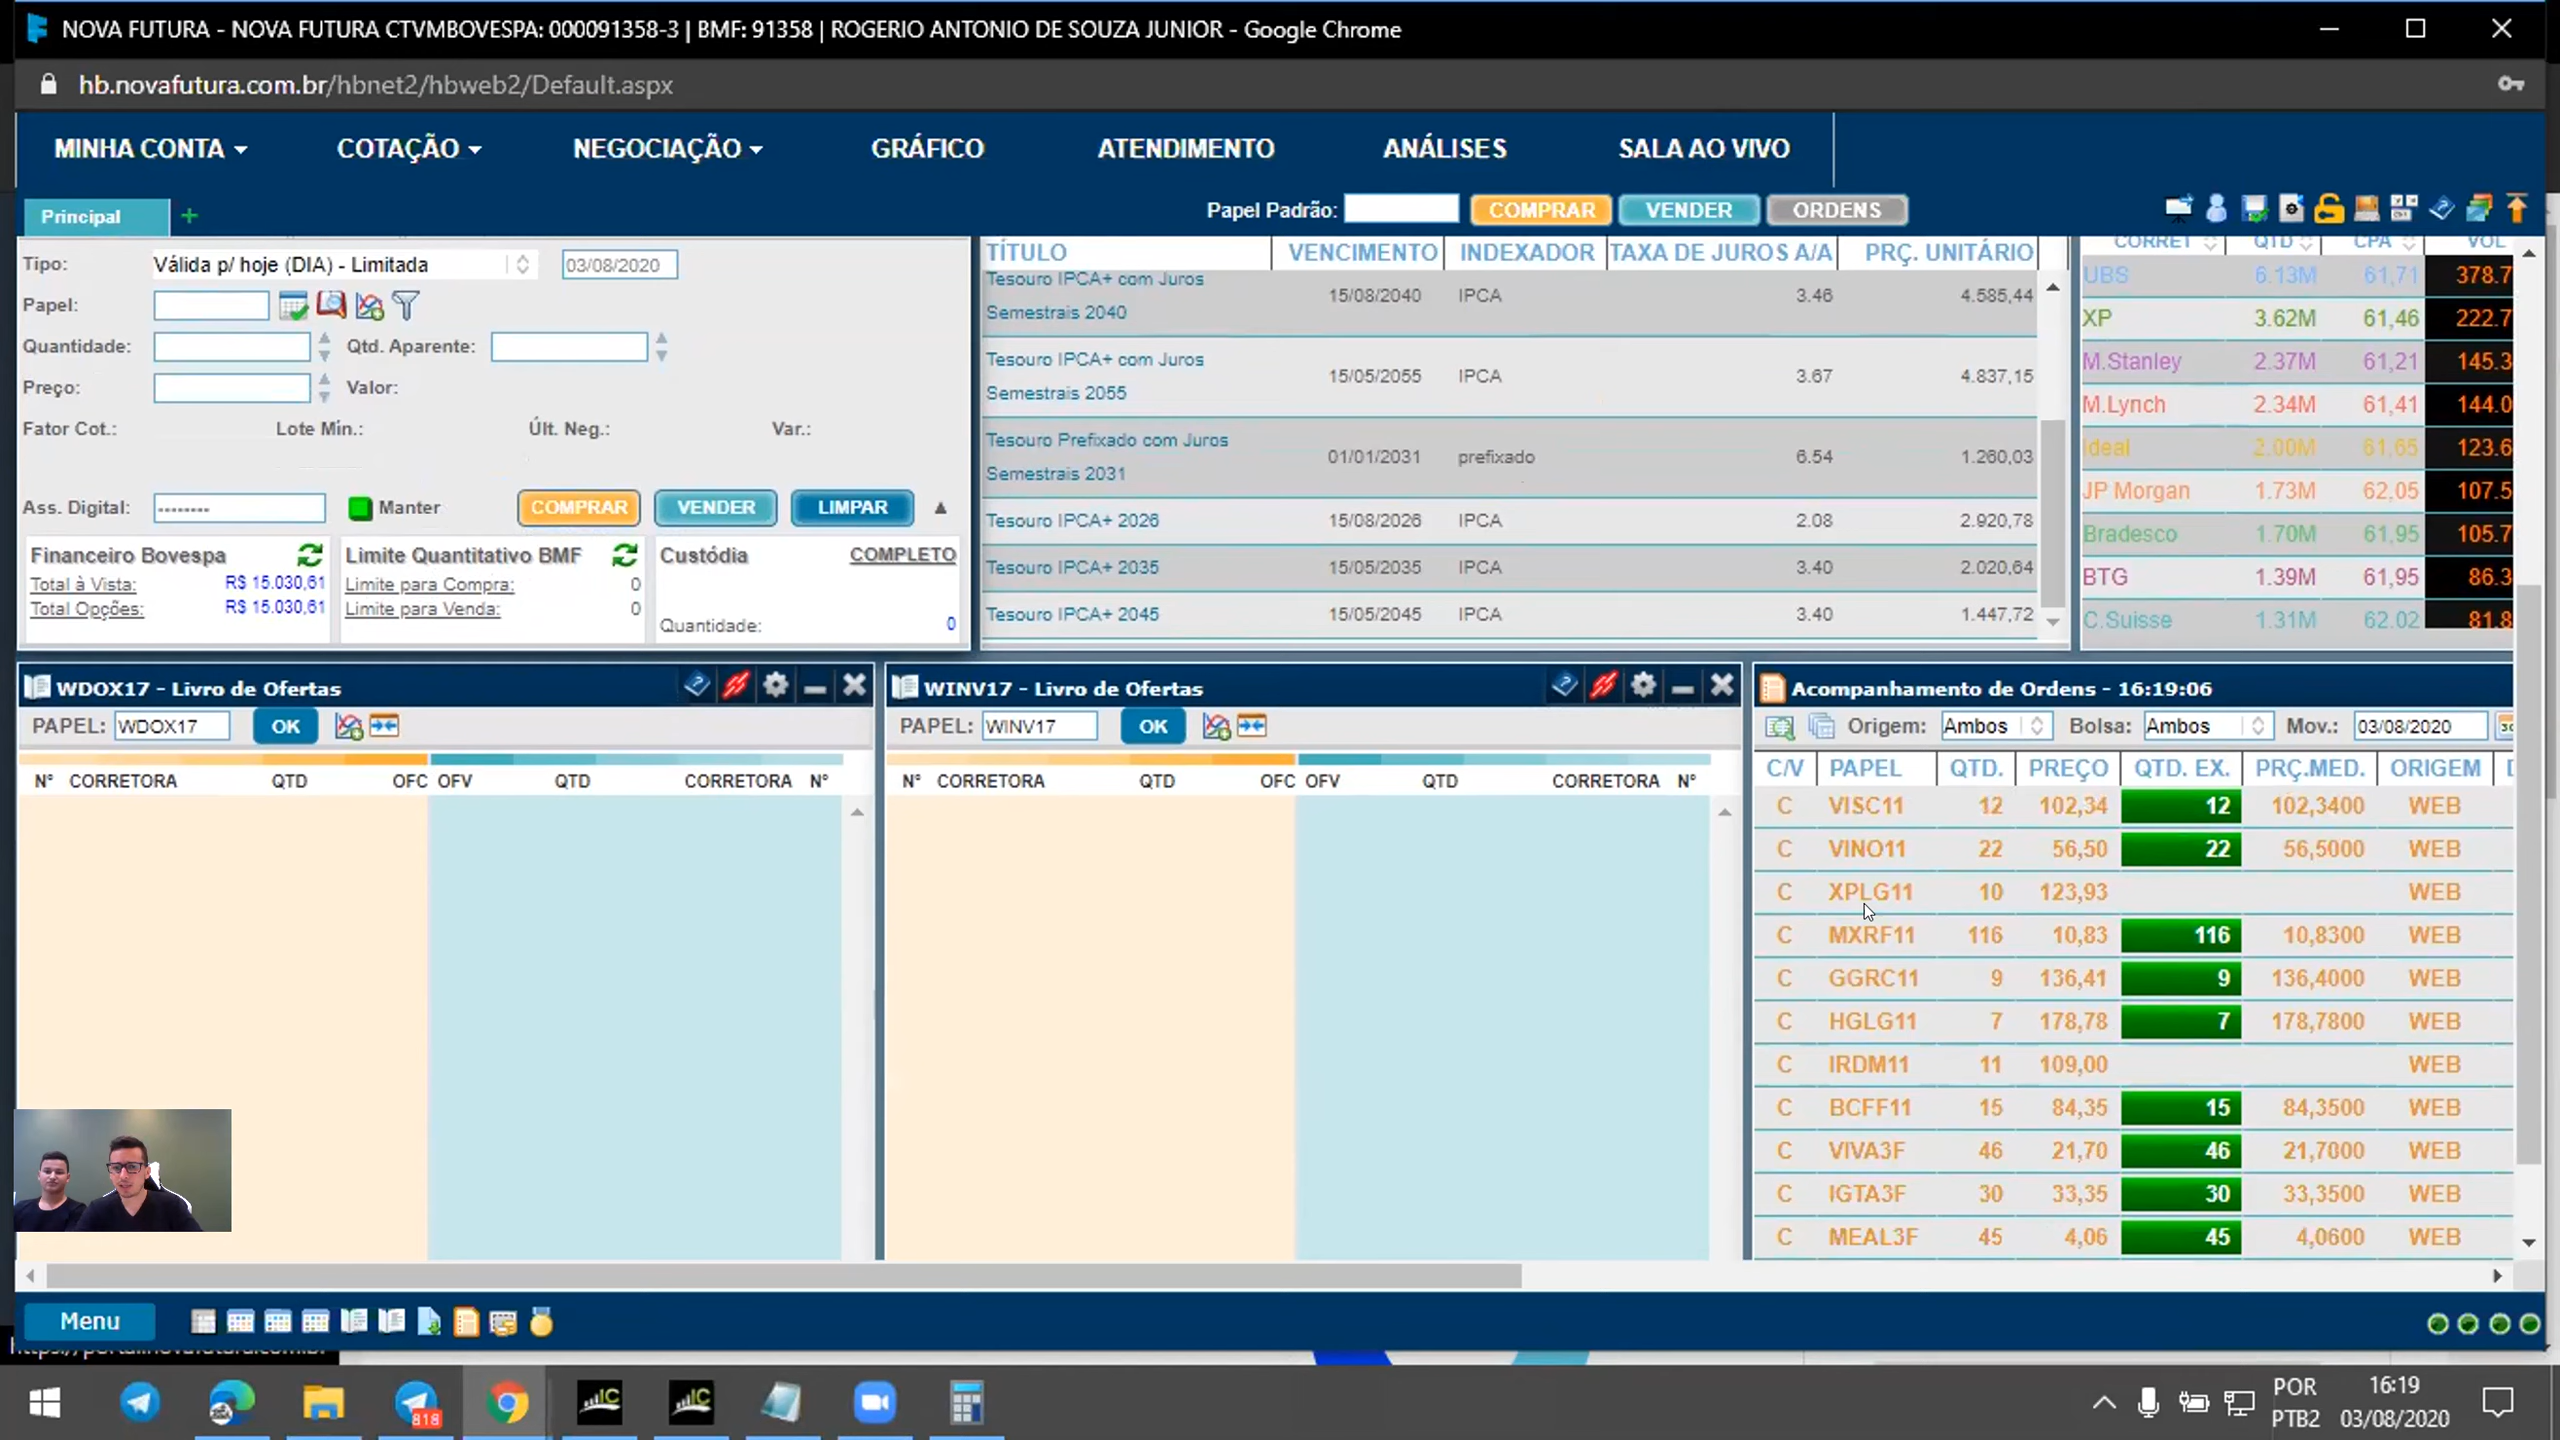 NOVA FUTURA - NOVA FUTURA CTVMBOVESPA: 000091358-3 | BMF: 91358 | ROGERIO ANTONIO DE SOUZA JUNIOR - Google Chrome
hb.novafutura.com.br/hbnet2/hbweb2/Default.aspx
MINHA CONTA COTAÇÃO NEGOCIAÇÃO GRÁFICO ATENDIMENTO ANÁLISES SALA AO VIVO
Principal + Papel Padrão: COMPRAR VENDER ORDENS
Tipo: Válida p/ hoje (DIA) - Limitada 03/08/2020
Papel:
Quantidade: Qtd. Aparente:
Preço: Valor:
Fator Cot.: Lote Min.: Últ. Neg.: Var.:
Ass. Digital: -------- Manter COMPRAR VENDER LIMPAR
Financeiro Bovespa
Total à Vista: R$ 15.030,61
Total Opções: R$ 15.030,61
Limite Quantitativo BMF
Limite para Compra: 0
Limite para Venda: 0
Custódia COMPLETO
Quantidade: 0
TÍTULO VENCIMENTO INDEXADOR TAXA DE JUROS A/A PRÇ. UNITÁRIO
Tesouro IPCA+ com Juros
Semestrais 2040 15/08/2040 IPCA 3.46 4.585,44
Tesouro IPCA+ com Juros
Semestrais 2055 15/05/2055 IPCA 3.67 4.837,15
Tesouro Prefixado com Juros
Semestrais 2031 01/01/2031 prefixado 6.54 1.260,03
Tesouro IPCA+ 2026 15/08/2026 IPCA 2.08 2.920,78
Tesouro IPCA+ 2035 15/05/2035 IPCA 3.40 2.020,64
Tesouro IPCA+ 2045 15/05/2045 IPCA 3.40 1.447,72
CORRET QTD CPA VOL
UBS 6.13M 61,71 378.7
XP 3.62M 61,46 222.7
M.Stanley 2.37M 61,21 145.3
M.Lynch 2.34M 61,41 144.0
Ideal 2.00M 61,65 123.6
JP Morgan 1.73M 62,05 107.5
Bradesco 1.70M 61,95 105.7
BTG 1.39M 61,95 86.3
C.Suisse 1.31M 62.02 81.8
WDOX17 - Livro de Ofertas
PAPEL: WDOX17 OK
N° CORRETORA QTD OFC OFV QTD CORRETORA N°
WINV17 - Livro de Ofertas
PAPEL: WINV17 OK
N° CORRETORA QTD OFC OFV QTD CORRETORA N°
Acompanhamento de Ordens - 16:19:06
Origem: Ambos Bolsa: Ambos Mov.: 03/08/2020
C/V PAPEL QTD. PREÇO QTD. EX. PRÇ.MED. ORIGEM
C VISC11 12 102,34 12 102,3400 WEB
C VINO11 22 56,50 22 56,5000 WEB
C XPLG11 10 123,93 WEB
C MXRF11 116 10,83 116 10,8300 WEB
C GGRC11 9 136,41 9 136,4000 WEB
C HGLG11 7 178,78 7 178,7800 WEB
C IRDM11 11 109,00 WEB
C BCFF11 15 84,35 15 84,3500 WEB
C VIVA3F 46 21,70 46 21,7000 WEB
C IGTA3F 30 33,35 30 33,3500 WEB
C MEAL3F 45 4,06 45 4,0600 WEB
Menu
818
IC
IC
POR
PTB2
16:19
03/08/2020